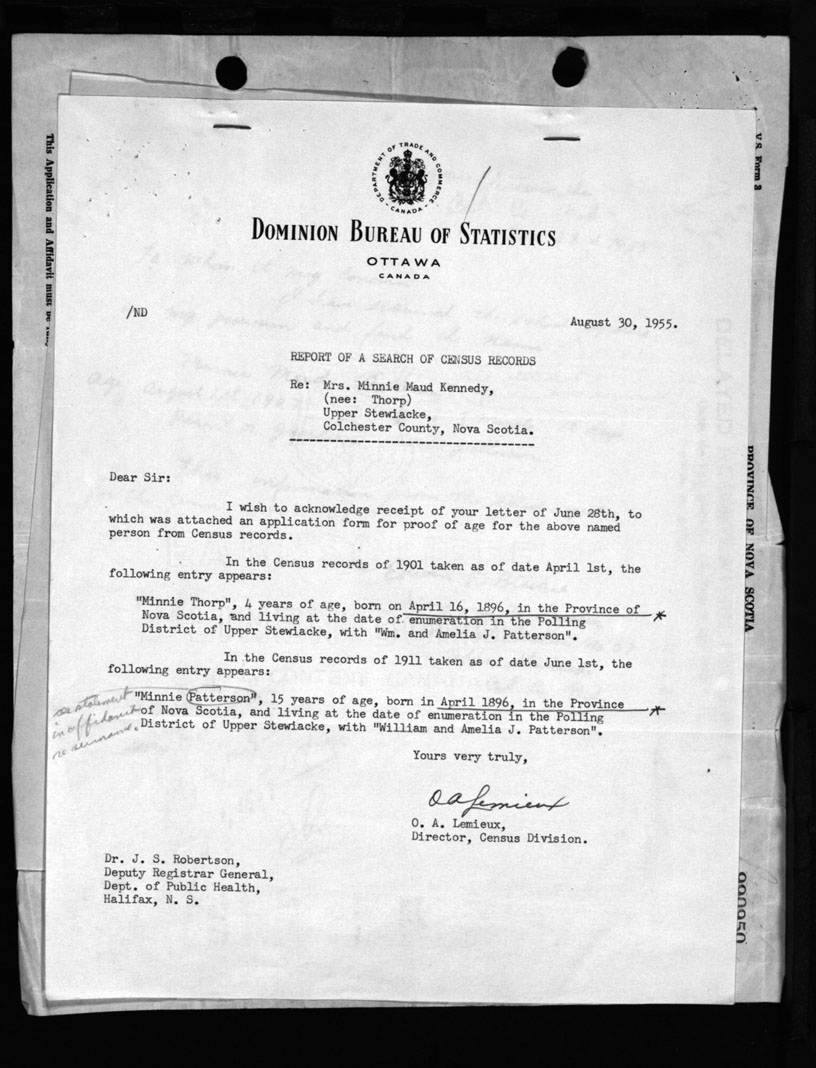 DEPARTMENT OF TRADE AND COMMERCE
CANADA
DOMINION BUREAU OF STATISTICS
OTTAWA
CANADA
/ND
August 30, 1955.
REPORT OF A SEARCH OF CENSUS RECORDS
Re: Mrs. Minnie Maud Kennedy,
(nee: Thorp)
Upper Stewiacke,
Colchester County, Nova Scotia.
Dear Sir:
I wish to acknowledge receipt of your letter of June 28th, to
which was attached an application form for proof of age for the above named
person from Census records.
In the Census records of 1901 taken as of date April 1st, the
following entry appears:
"Minnie Thorp", 4 years of age, born on April 16, 1896, in the Province of
Nova Scotia, and living at the date of enumeration in the Polling
District of Upper Stewiacke, with "Wm. and Amelia J. Patterson".
In the Census records of 1911 taken as of date June 1st, the
following entry appears:
"Minnie Patterson", 15 years of age, born in April 1896, in the Province
of Nova Scotia, and living at the date of enumeration in the Polling
District of Upper Stewiacke, with "William and Amelia J. Patterson".
statement
in affidavit
re surname.
Yours very truly,
O A Lemieux
O. A. Lemieux,
Director, Census Division.
Dr. J. S. Robertson,
Deputy Registrar General,
Dept. of Public Health,
Halifax, N. S.
This Application and Affidavit must be
V.S. Form 3
PROVINCE OF NOVA SCOTIA